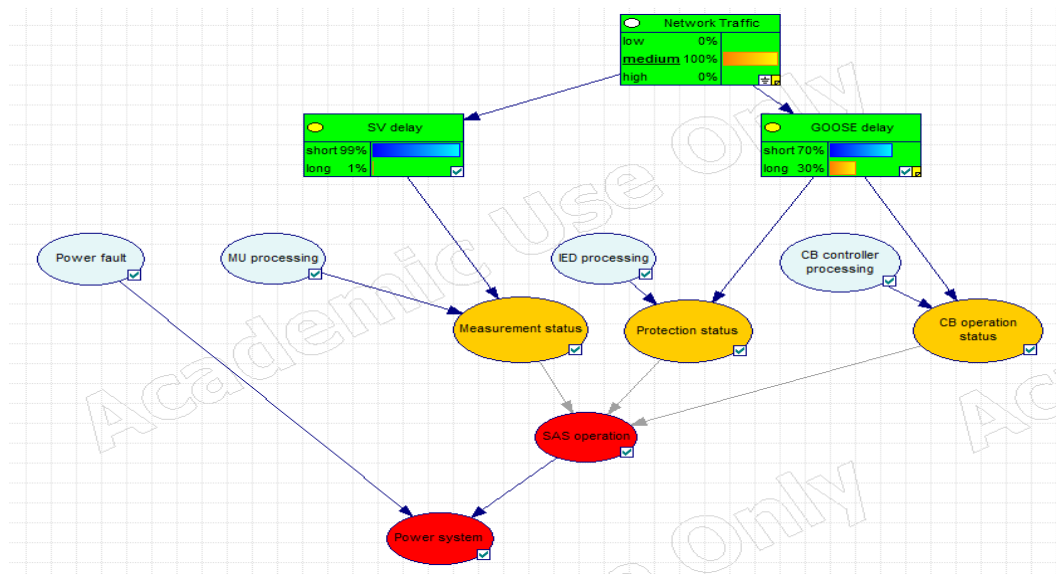 Network Traffic
low 0%
medium 100%
high 0%
SV delay
short 99%
long 1%
GOOSE delay
short 70%
long 30%
Power fault
MU processing
IED processing
CB controller
processing
Measurement status
Protection status
CB operation
status
SAS operation
Power system
Academic Use Only
Ac
e Only